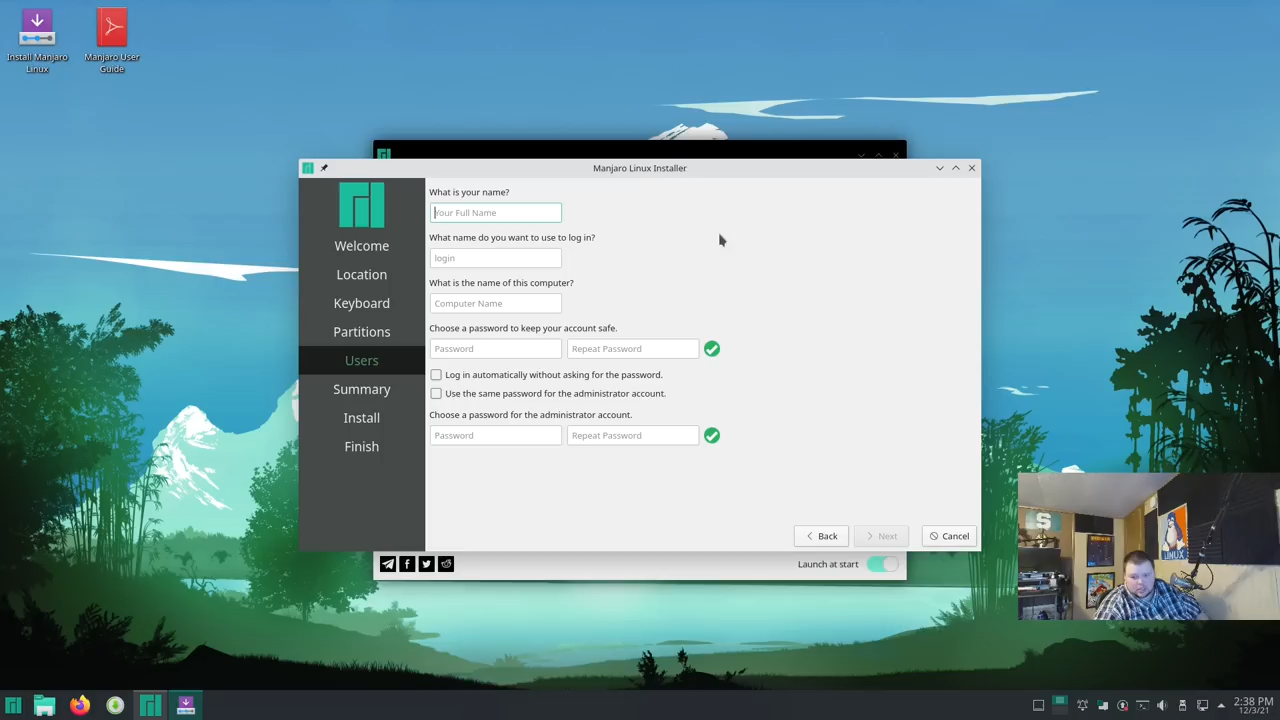 Install Manjaro
Linux
Manjaro User
Guide
Manjaro Linux Installer
Welcome
Location
Keyboard
Partitions
Users
Summary
Install
Finish
What is your name?
Your Full Name
What name do you want to use to log in?
login
What is the name of this computer?
Computer Name
Choose a password to keep your account safe.
Password Repeat Password
Log in automatically without asking for the password.
Use the same password for the administrator account.
Choose a password for the administrator account.
Password Repeat Password
Back Next Cancel
Launch at start
S
LINUX
2:38 PM
12/3/21